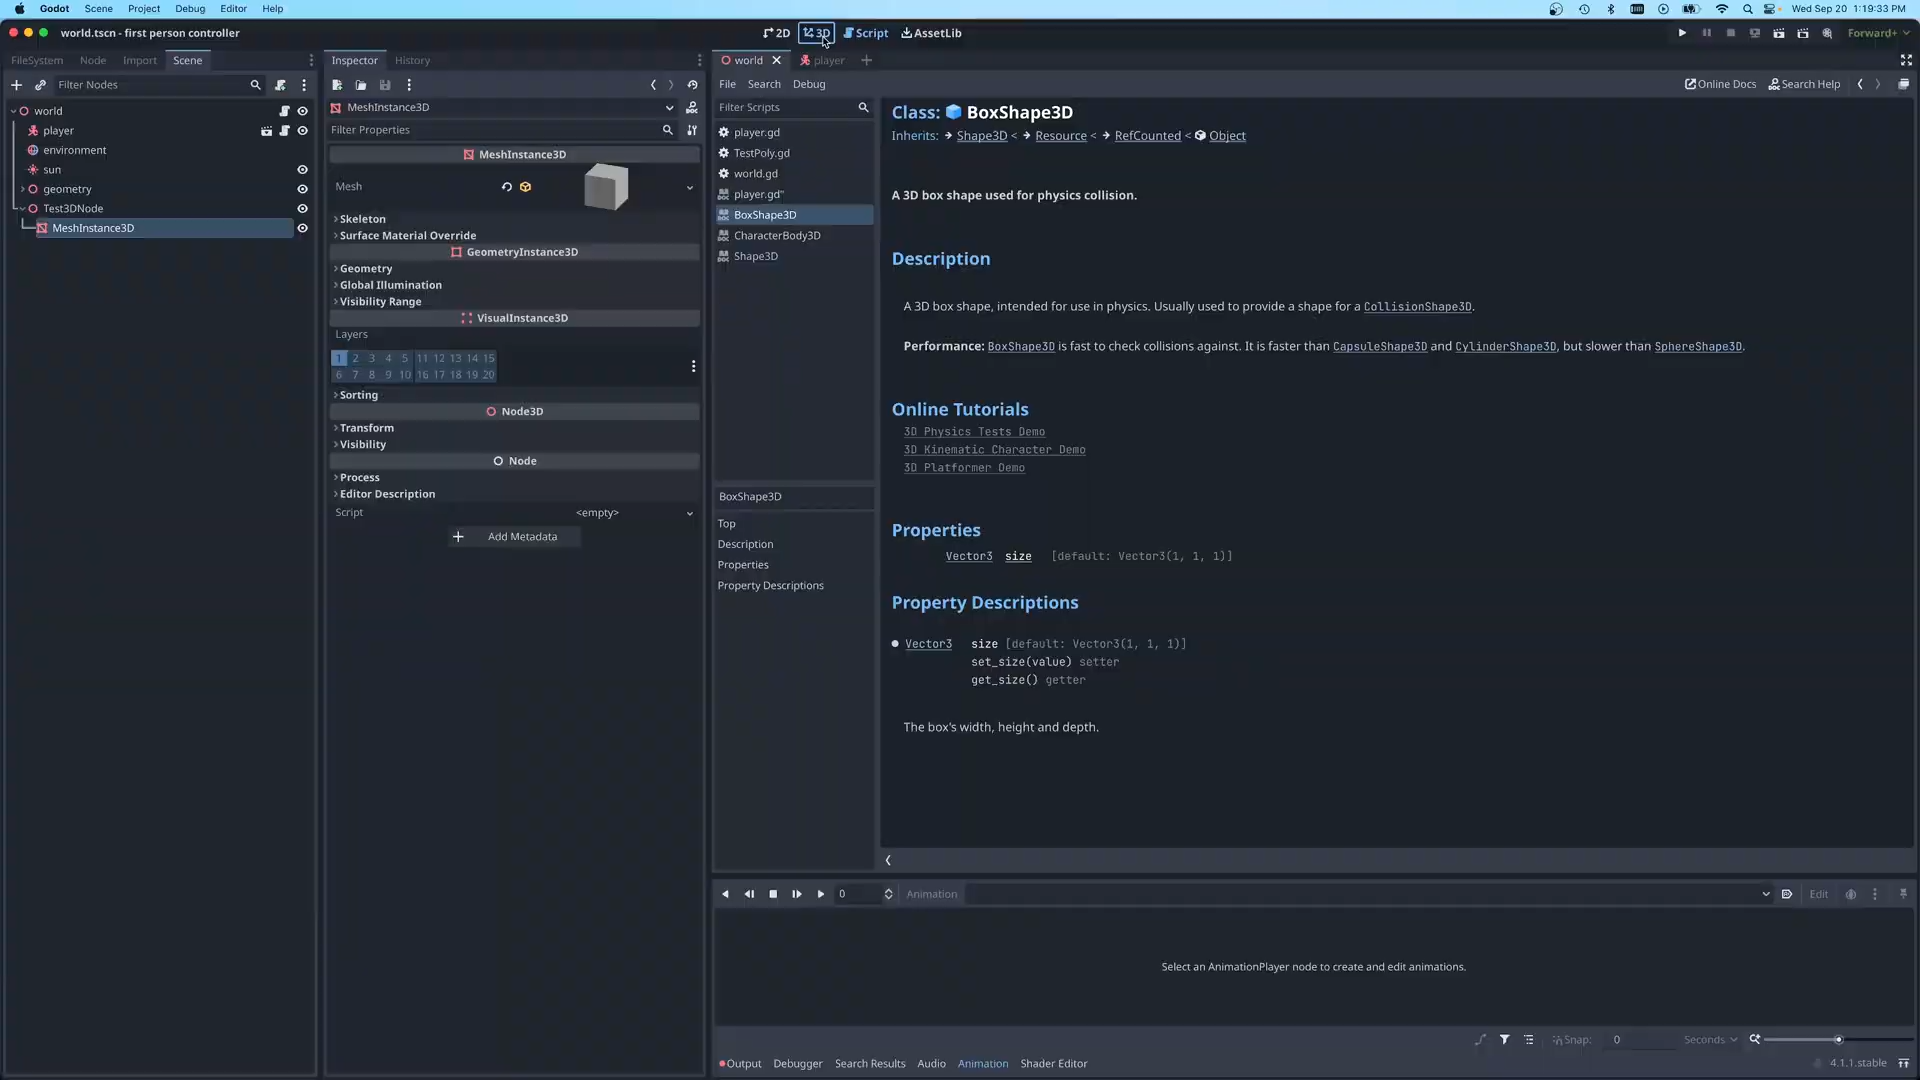 Godot Scene Project Debug Editor Help
Wed Sep 20 1:19:33 PM
world.tscn - first person controller
2D 3D Script AssetLib
Forward+
FileSystem Node Import Scene
Filter Nodes
world
player
environment
sun
geometry
Test3DNode
MeshInstance3D
Inspector History
MeshInstance3D
Filter Properties
MeshInstance3D
Mesh
Skeleton
Surface Material Override
GeometryInstance3D
Geometry
Global Illumination
Visibility Range
VisualInstance3D
Layers
1 2 3 4 5 11 12 13 14 15
6 7 8 9 10 16 17 18 19 20
Sorting
Node3D
Transform
Visibility
Node
Process
Editor Description
Script <empty>
Add Metadata
world player
File Search Debug
Online Docs Search Help
Filter Scripts
player.gd
TestPoly.gd
world.gd
player.gd"
BoxShape3D
CharacterBody3D
Shape3D
BoxShape3D
Top
Description
Properties
Property Descriptions
Class: BoxShape3D
Inherits: Shape3D < Resource < RefCounted < Object
A 3D box shape used for physics collision.
Description
A 3D box shape, intended for use in physics. Usually used to provide a shape for a CollisionShape3D.
Performance: BoxShape3D is fast to check collisions against. It is faster than CapsuleShape3D and CylinderShape3D, but slower than SphereShape3D.
Online Tutorials
3D Physics Tests Demo
3D Kinematic Character Demo
3D Platformer Demo
Properties
Vector3 size [default: Vector3(1, 1, 1)]
Property Descriptions
Vector3 size [default: Vector3(1, 1, 1)]
set_size(value) setter
get_size() getter
The box's width, height and depth.
0 Animation Edit
Select an AnimationPlayer node to create and edit animations.
Snap: 0 Seconds
Output Debugger Search Results Audio Animation Shader Editor
4.1.1.stable